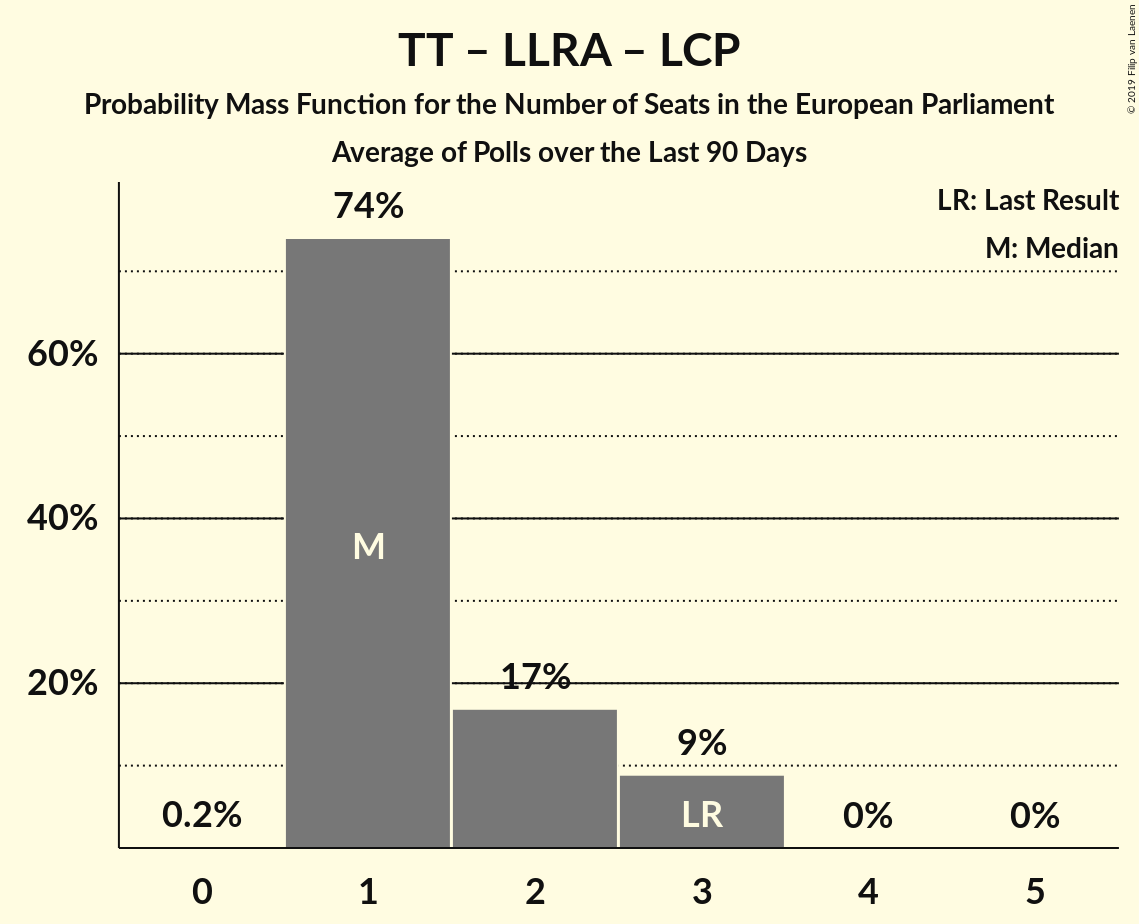 TT – LLRA – LCP
Probability Mass Function for the Number of Seats in the European Parliament
Average of Polls over the Last 90 Days
© 2019 Filip van Laenen
LR: Last Result
M: Median
74%
60%
40%
M
20%
17%
9%
0.2%
LR
0%
0%
0 1 2 3 4 5